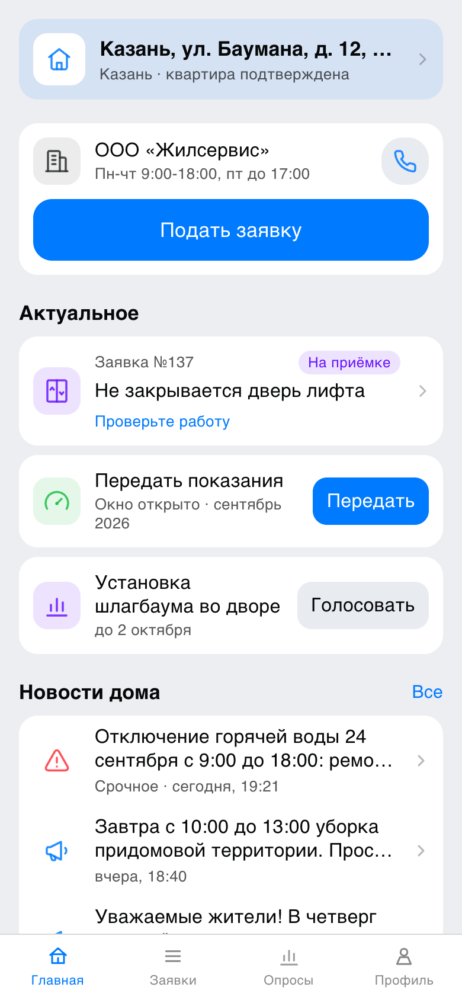 Казань, ул. Баумана, д. 12, ...
Казань · квартира подтверждена
ООО «Жилсервис»
Пн-чт 9:00-18:00, пт до 17:00
Подать заявку
Актуальное
Заявка №137
На приёмке
Не закрывается дверь лифта
Проверьте работу
Передать показания
Окно открыто · сентябрь
2026
Передать
Установка
шлагбаума во дворе
до 2 октября
Голосовать
Новости дома
Все
Отключение горячей воды 24
сентября с 9:00 до 18:00: ремо...
Срочное · сегодня, 19:21
Завтра с 10:00 до 13:00 уборка
придомовой территории. Прос...
вчера, 18:40
Уважаемые жители! В четверг
Главная
Заявки
Опросы
Профиль